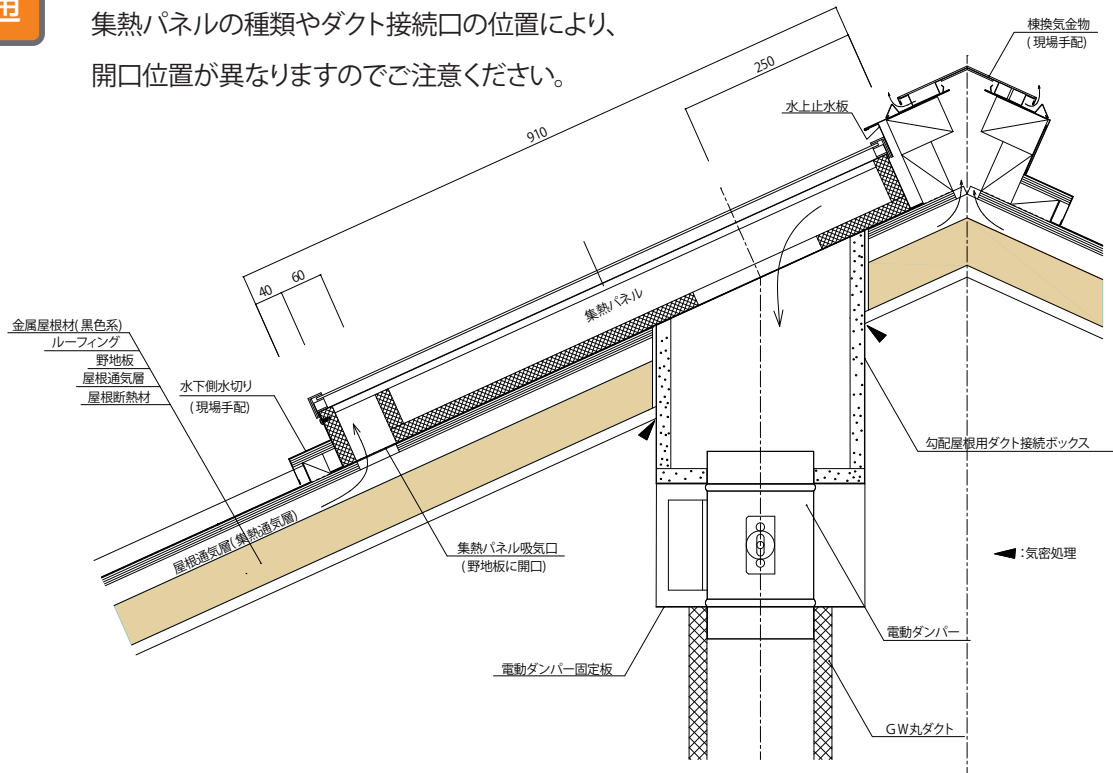 用
集熱パネルの種類やダクト接続口の位置により、
開口位置が異なりますのでご注意ください。
棟換気金物
(現場手配)
250
水上止水板
910
40
60
集熱パネル
金属屋根材(黒色系)
ルーフィング
野地板
屋根通気層
屋根断熱材
水下側水切り
(現場手配)
勾配屋根用ダクト接続ボックス
屋根通気層(集熱通気層)
集熱パネル吸気口
(野地板に開口)
:気密処理
電動ダンパー
電動ダンパー固定板
GW丸ダクト